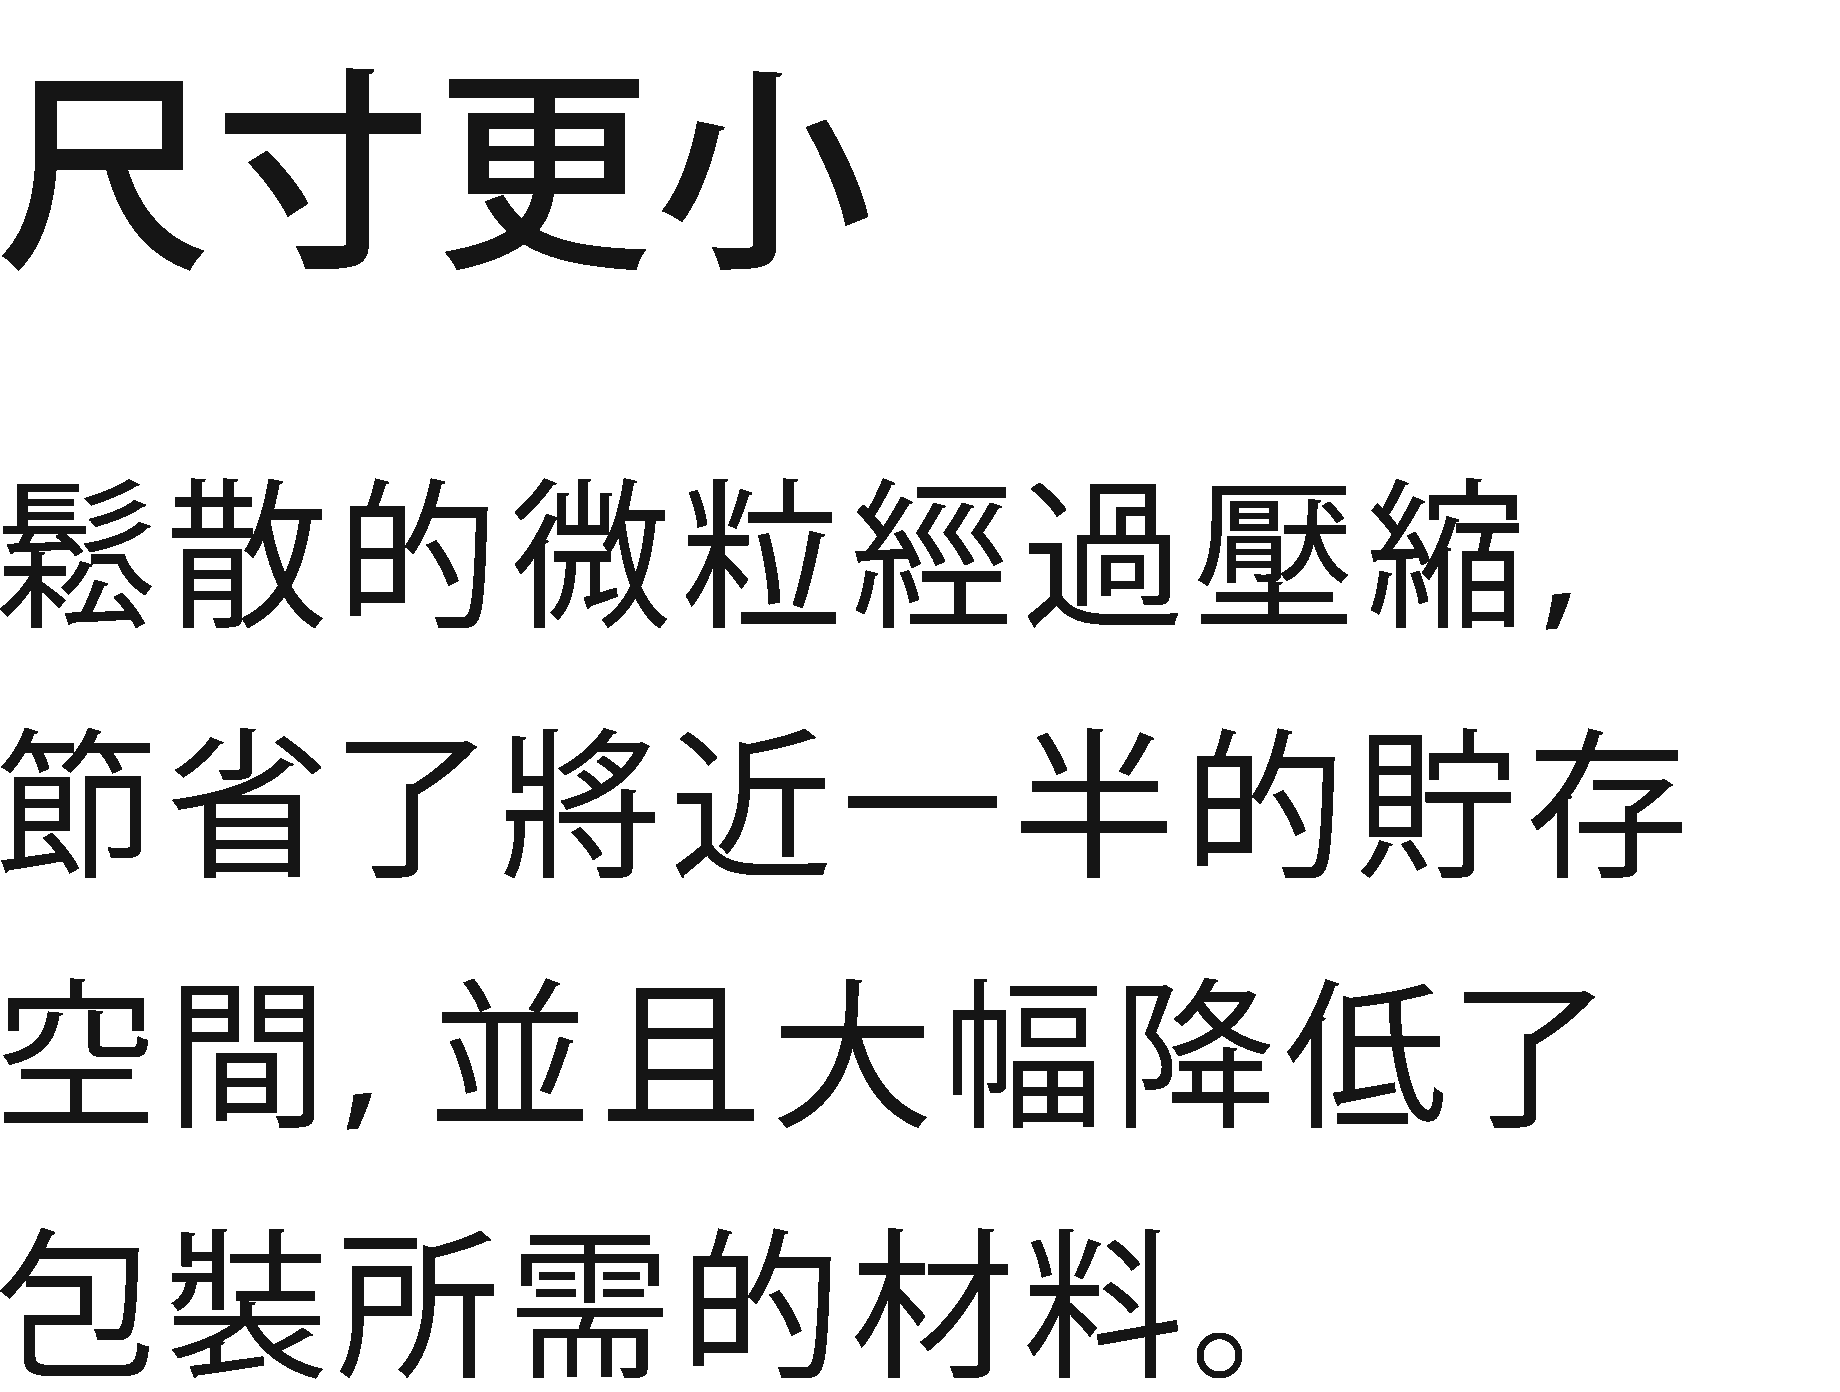 尺寸更小
鬆散的微粒經過壓縮,
節省了將近一半的貯存
空間, 並且大幅降低了
包裝所需的材料。